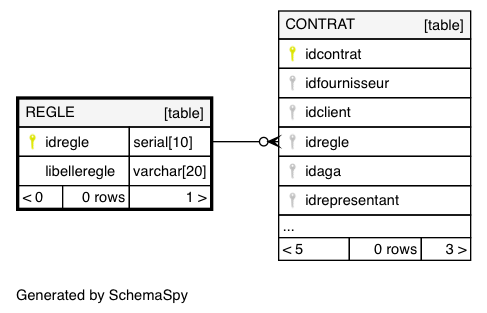 CONTRAT [table]
idcontrat
idfournisseur
idclient
idregle
idaga
idrepresentant
...
< 5 0 rows 3 >
REGLE [table]
idregle serial[10]
libelleregle varchar[20]
< 0 0 rows 1 >
Generated by SchemaSpy